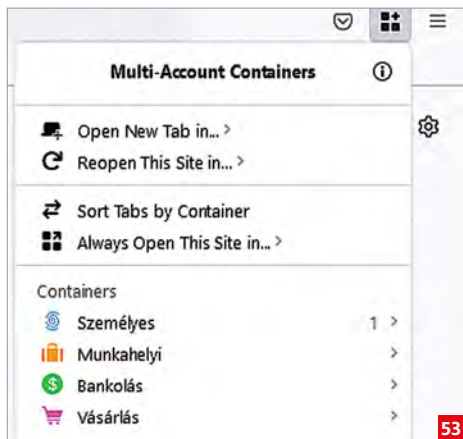 Multi-Account Containers
Open New Tab in... >
Reopen This Site in... >
Sort Tabs by Container
Always Open This Site in... >
Containers
Személyes 1 >
Munkahelyi >
Bankolás >
Vásárlás >
53